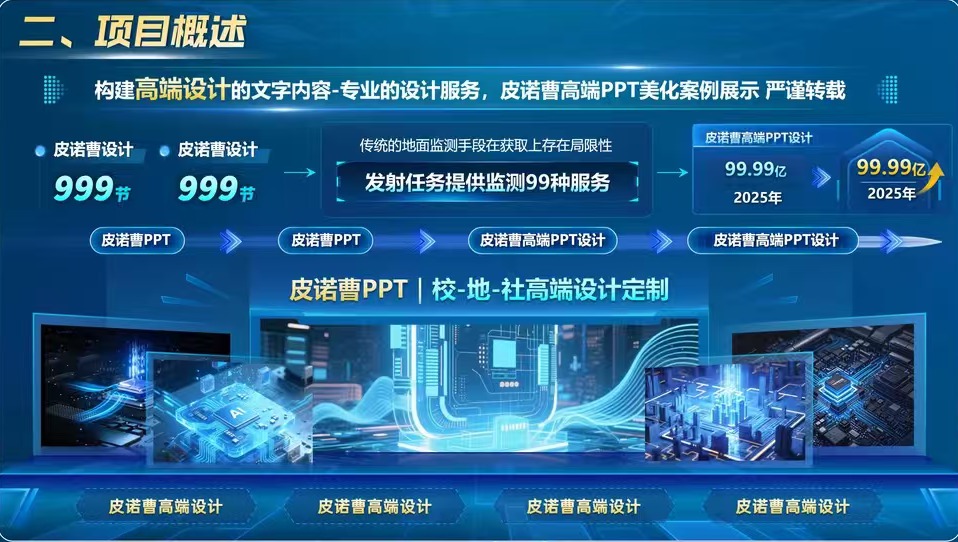 二、项目概述
构建高端设计的文字内容-专业的设计服务，皮诺曹高端PPT美化案例展示 严谨转载
皮诺曹设计
999节
皮诺曹设计
999节
传统的地面监测手段在获取上存在局限性
发射任务提供监测99种服务
皮诺曹高端PPT设计
99.99亿
2025年
99.99亿
2025年
皮诺曹PPT
皮诺曹PPT
皮诺曹高端PPT设计
皮诺曹高端PPT设计
皮诺曹PPT｜校-地-社高端设计定制
AI
皮诺曹高端设计
皮诺曹高端设计
皮诺曹高端设计
皮诺曹高端设计